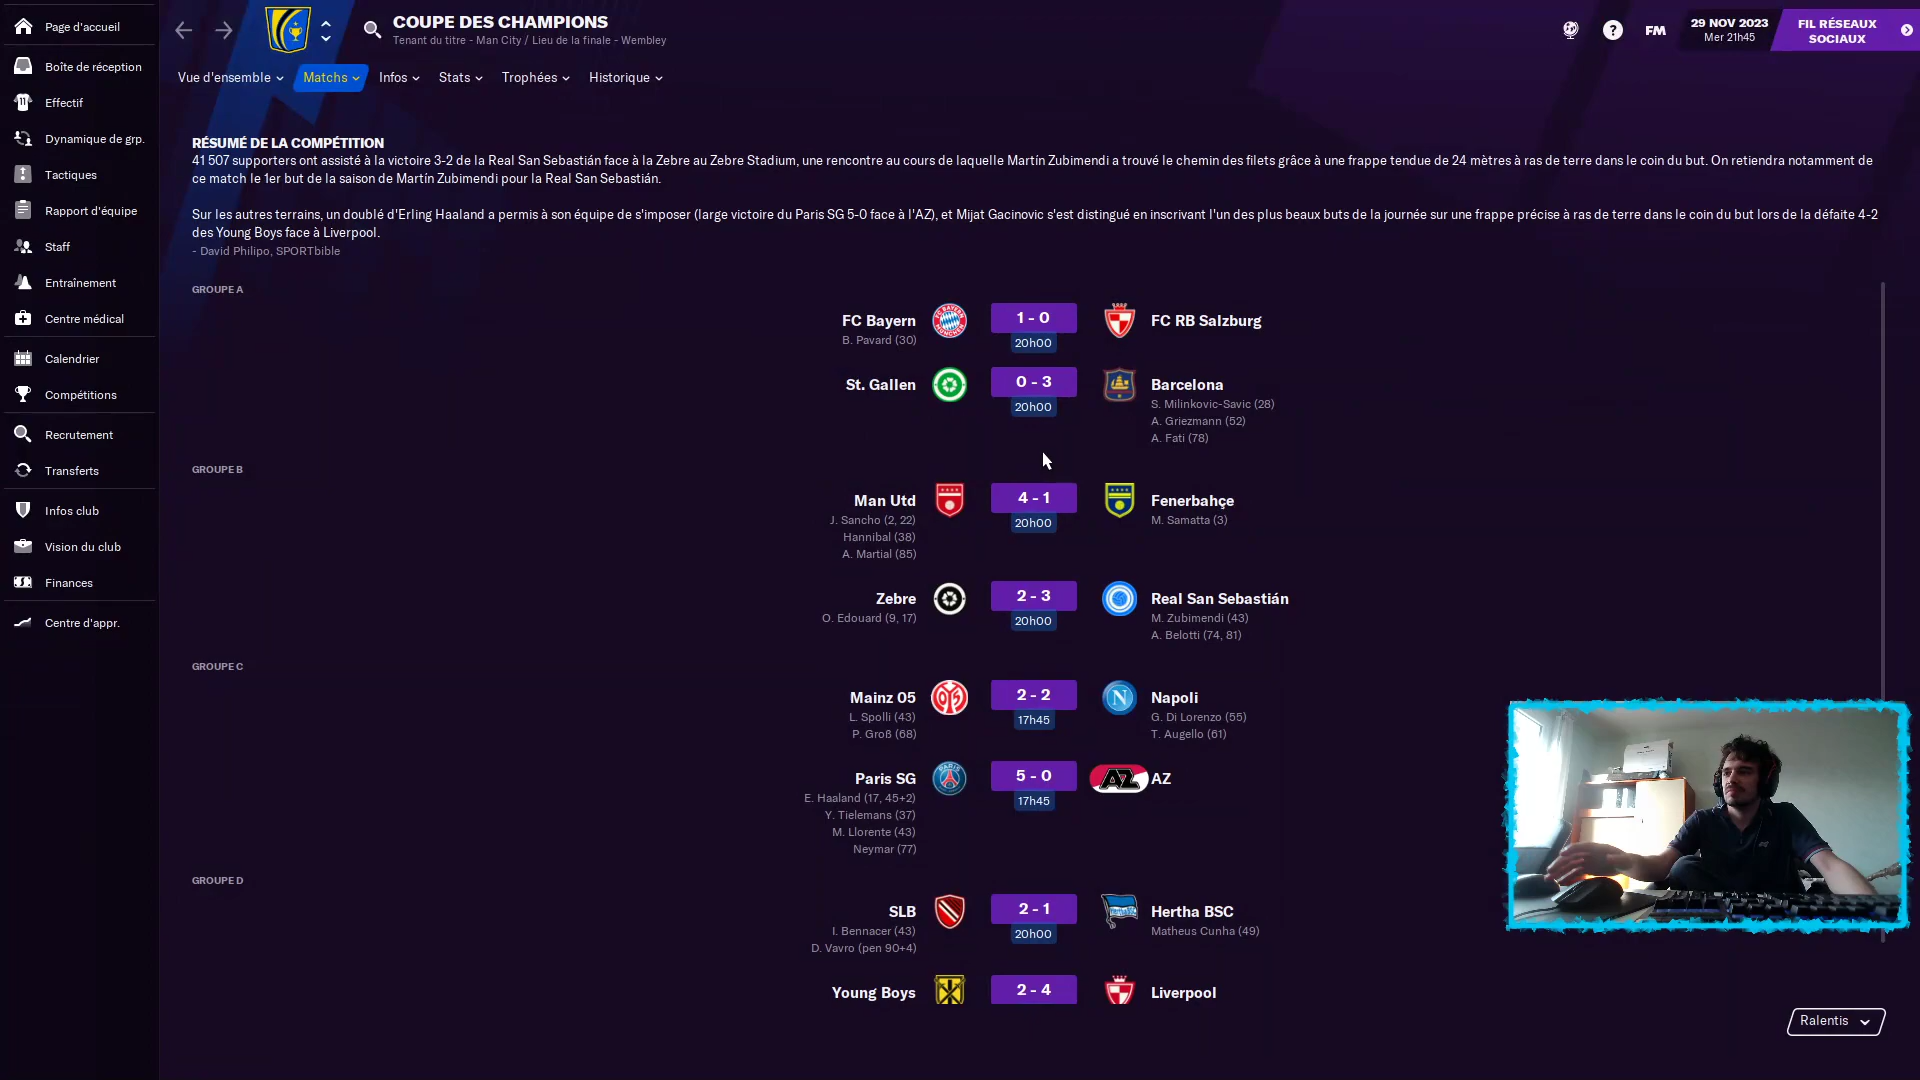 Page d'accueil
Boîte de réception
Effectif
Dynamique de grp.
Tactiques
Rapport d'équipe
Staff
Entraînement
Centre médical
Calendrier
Compétitions
Recrutement
Transferts
Infos club
Vision du club
Finances
Centre d'appr.
COUPE DES CHAMPIONS
Tenant du titre - Man City / Lieu de la finale - Wembley
FM
29 NOV 2023
Mer 21h45
FIL RÉSEAUX
SOCIAUX
Vue d'ensemble
Matchs
Infos
Stats
Trophées
Historique
RÉSUMÉ DE LA COMPÉTITION
41 507 supporters ont assisté à la victoire 3-2 de la Real San Sebastián face à la Zebre au Zebre Stadium, une rencontre au cours de laquelle Martín Zubimendi a trouvé le chemin des filets grâce à une frappe tendue de 24 mètres à ras de terre dans le coin du but. On retiendra notamment de
ce match le 1er but de la saison de Martín Zubimendi pour la Real San Sebastián.
Sur les autres terrains, un doublé d'Erling Haaland a permis à son équipe de s'imposer (large victoire du Paris SG 5-0 face à l'AZ), et Mijat Gacinovic s'est distingué en inscrivant l'un des plus beaux buts de la journée sur une frappe précise à ras de terre dans le coin du but lors de la défaite 4-2
des Young Boys face à Liverpool.
- David Philipo, SPORTbible
GROUPE A
FC Bayern 1 - 0 FC RB Salzburg
B. Pavard (30) 20h00
St. Gallen 0 - 3 Barcelona
20h00 S. Milinkovic-Savic (28)
A. Griezmann (52)
A. Fati (78)
GROUPE B
Man Utd 4 - 1 Fenerbahçe
J. Sancho (2, 22) 20h00 M. Samatta (3)
Hannibal (38)
A. Martial (85)
Zebre 2 - 3 Real San Sebastián
O. Edouard (9, 17) 20h00 M. Zubimendi (43)
A. Belotti (74, 81)
GROUPE C
Mainz 05 2 - 2 Napoli
L. Spolli (43) 17h45 G. Di Lorenzo (55)
P. Groß (68) T. Augello (61)
Paris SG 5 - 0 AZ
E. Haaland (17, 45+2) 17h45
Y. Tielemans (37)
M. Llorente (43)
Neymar (77)
GROUPE D
SLB 2 - 1 Hertha BSC
I. Bennacer (43) 20h00 Matheus Cunha (49)
D. Vavro (pen 90+4)
Young Boys 2 - 4 Liverpool
Ralentis